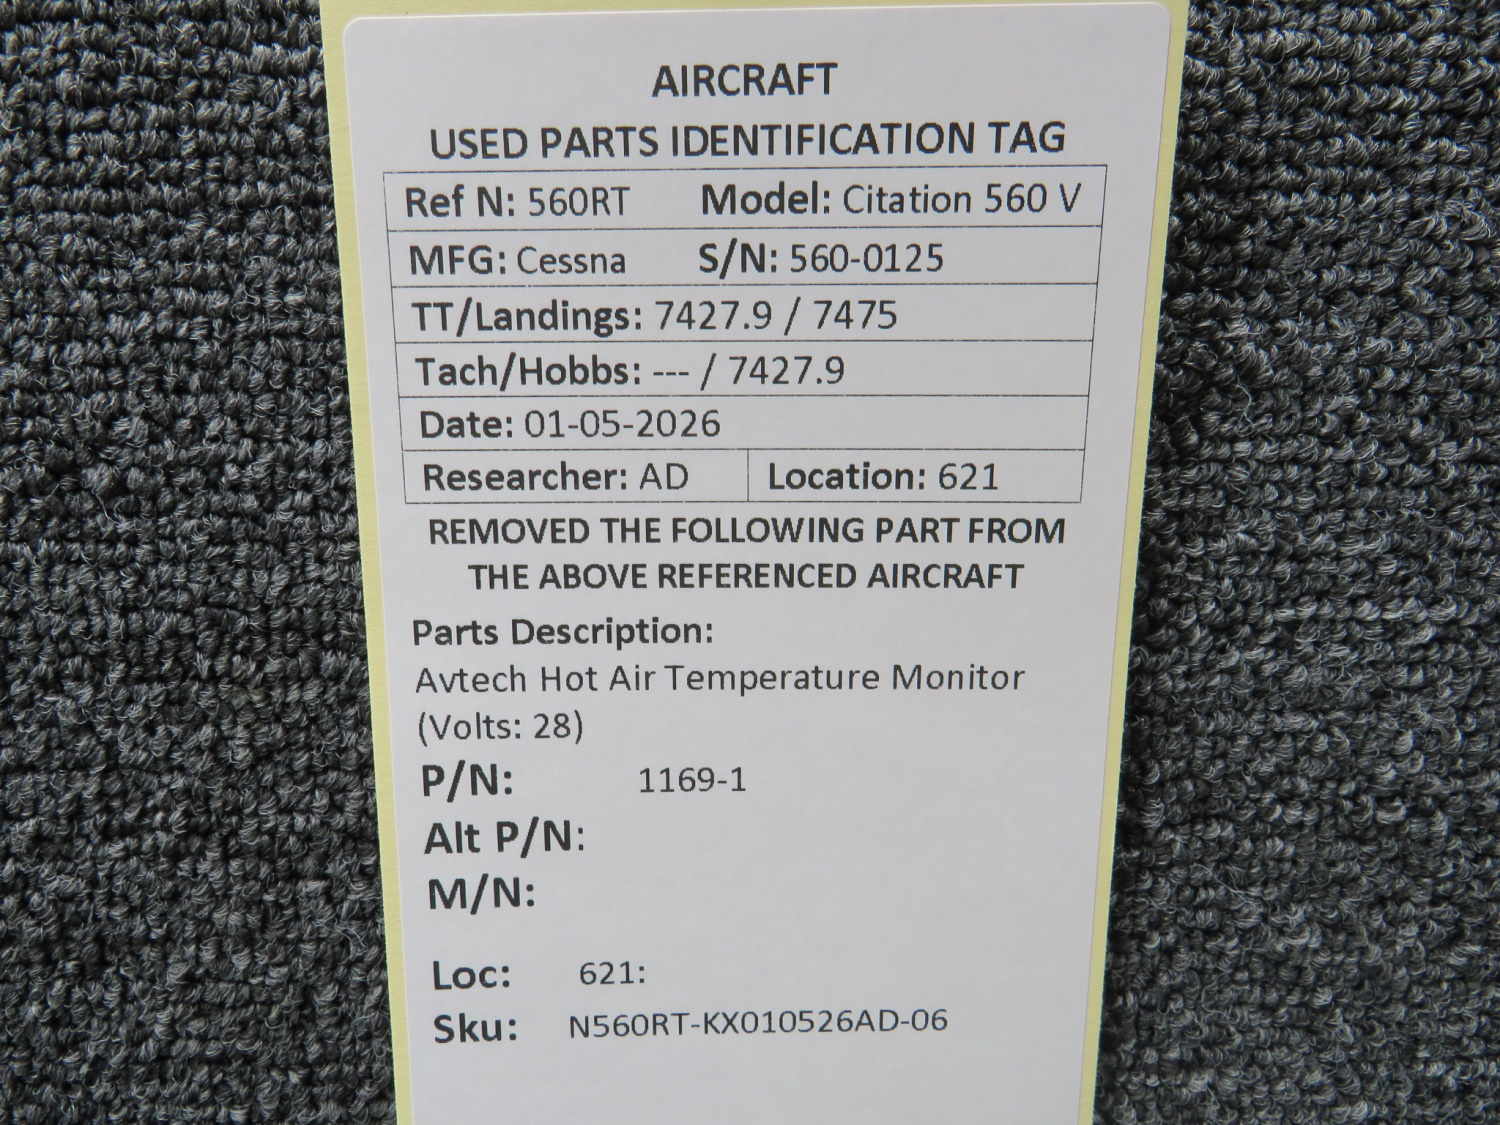 AIRCRAFT
USED PARTS IDENTIFICATION TAG
Ref N: 560RT Model: Citation 560 V
MFG: Cessna S/N: 560-0125
TT/Landings: 7427.9 / 7475
Tach/Hobbs: --- / 7427.9
Date: 01-05-2026
Researcher: AD Location: 621
REMOVED THE FOLLOWING PART FROM
THE ABOVE REFERENCED AIRCRAFT
Parts Description:
Avtech Hot Air Temperature Monitor
(Volts: 28)
P/N: 1169-1
Alt P/N:
M/N:
Loc: 621:
Sku: N560RT-KX010526AD-06